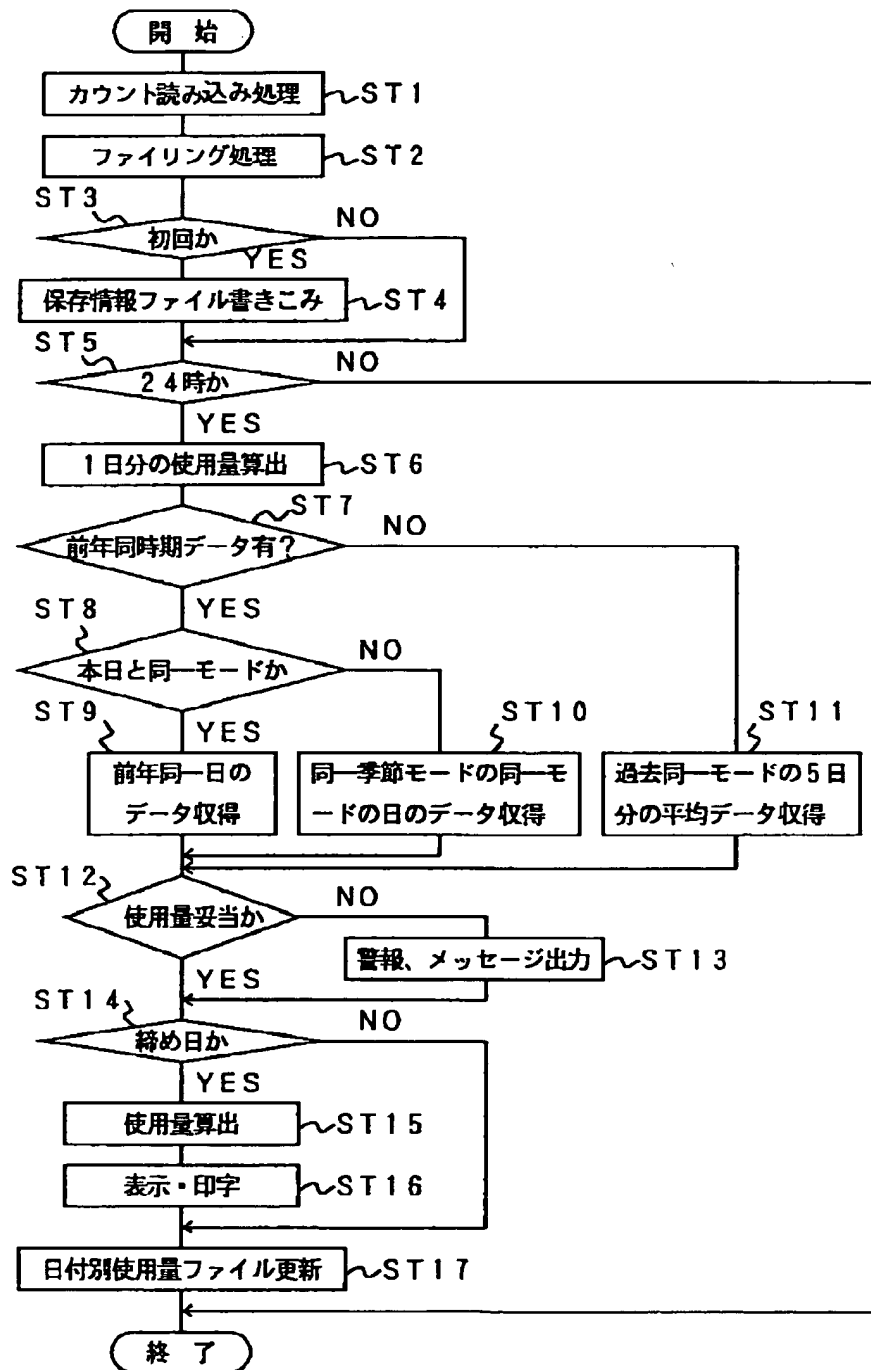 開 始
カウント読み込み処理
ST1
ファイリング処理
ST2
ST3
初回か
NO
YES
保存情報ファイル書きこみ
ST4
ST5
24時か
NO
YES
1日分の使用量算出
ST6
ST7
前年同時期データ有?
NO
YES
ST8
本日と同一モードか
NO
YES
ST9
前年同一日の
データ収得
ST10
同一季節モードの同一モ
ードの日のデータ収得
ST11
過去同一モードの5日
分の平均データ収得
ST12
使用量妥当か
NO
警報、メッセージ出力
ST13
YES
ST14
締め日か
NO
YES
使用量算出
ST15
表示・印字
ST16
日付別使用量ファイル更新
ST17
終 了